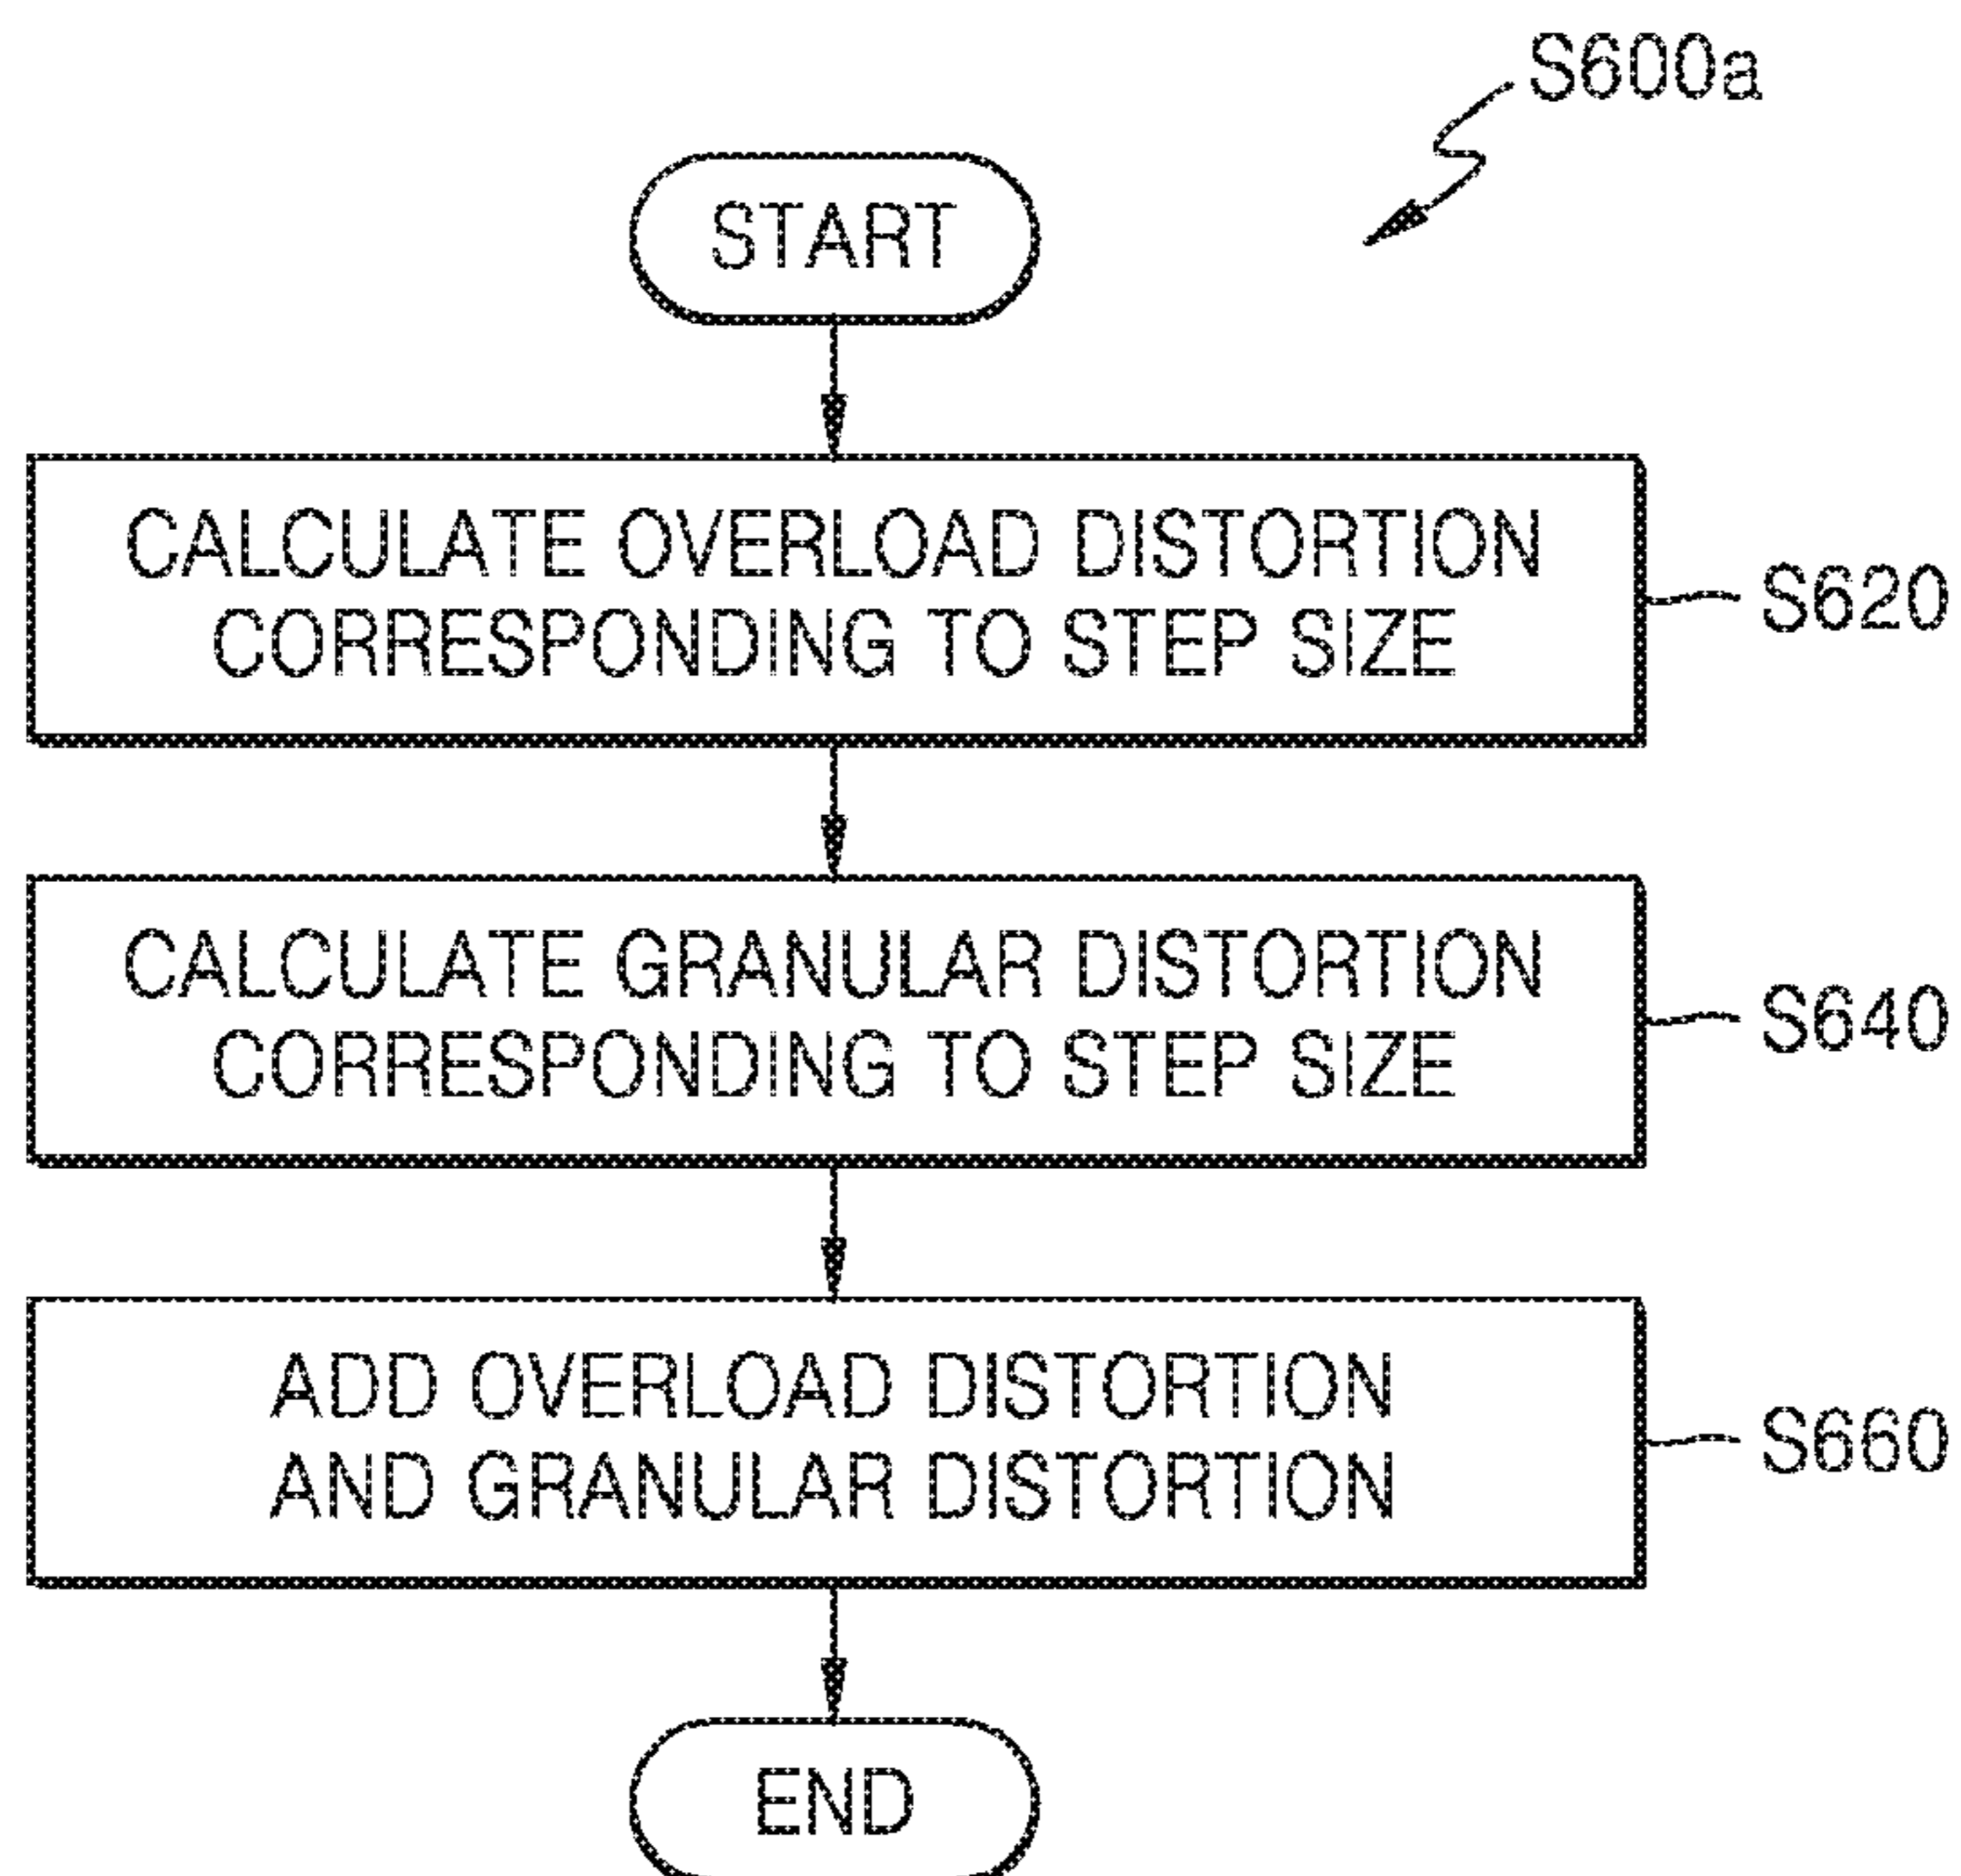 S600a
START
CALCULATE OVERLOAD DISTORTION
CORRESPONDING TO STEP SIZE
S620
CALCULATE GRANULAR DISTORTION
CORRESPONDING TO STEP SIZE
S640
ADD OVERLOAD DISTORTION
AND GRANULAR DISTORTION
S660
END